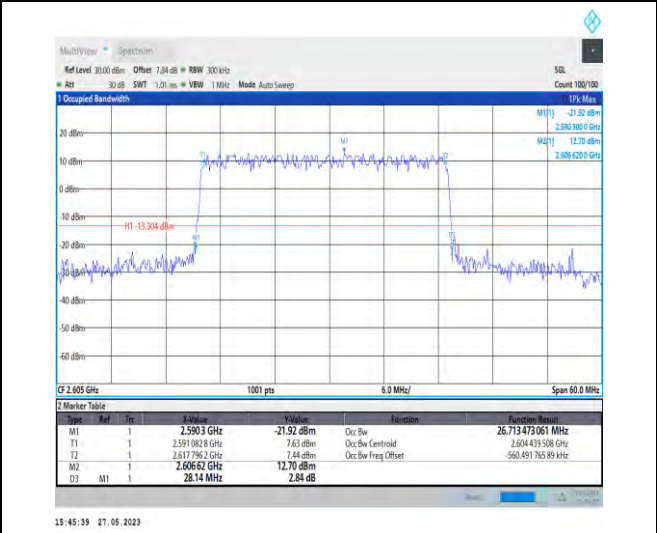 MultiView Spectrum
Ref Level 30.00 dBm Offset 7.84 dB RBW 300 kHz SGL
Att 30 dB SWT 1.01 ms VBW 1 MHz Mode Auto Sweep Count 100/100
1 Occupied Bandwidth 1Pk Max
M1[1] -21.92 dBm
2.590 300 0 GHz
M2[1] 12.70 dBm
2.606 620 0 GHz
20 dBm
T1 M2 T2
10 dBm
0 dBm
-10 dBm
H1 -13.304 dBm
M1 D3
-20 dBm
-30 dBm
-40 dBm
-50 dBm
-60 dBm
CF 2.605 GHz 1001 pts 6.0 MHz/ Span 60.0 MHz
2 Marker Table
Type Ref Trc X-Value Y-Value Function Function Result
M1 1 2.5903 GHz -21.92 dBm Occ Bw 26.713 473 061 MHz
T1 1 2.591 082 8 GHz 7.63 dBm Occ Bw Centroid 2.604 439 508 GHz
T2 1 2.617 796 2 GHz 7.44 dBm Occ Bw Freq Offset -560.491 765 89 kHz
M2 1 2.60662 GHz 12.70 dBm
D3 M1 1 28.14 MHz 2.84 dB
15:45:39 27.05.2023